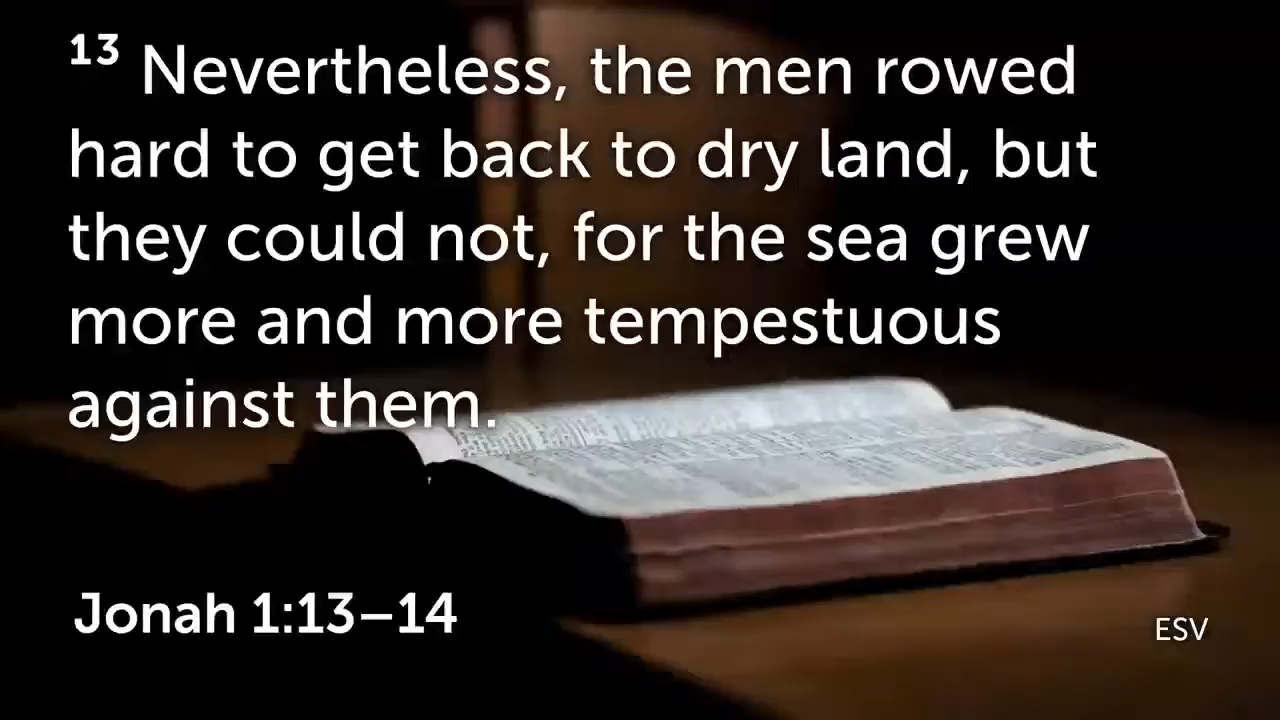 13 Nevertheless, the men rowed
hard to get back to dry land, but
they could not, for the sea grew
more and more tempestuous
against them.
Jonah 1:13–14
ESV